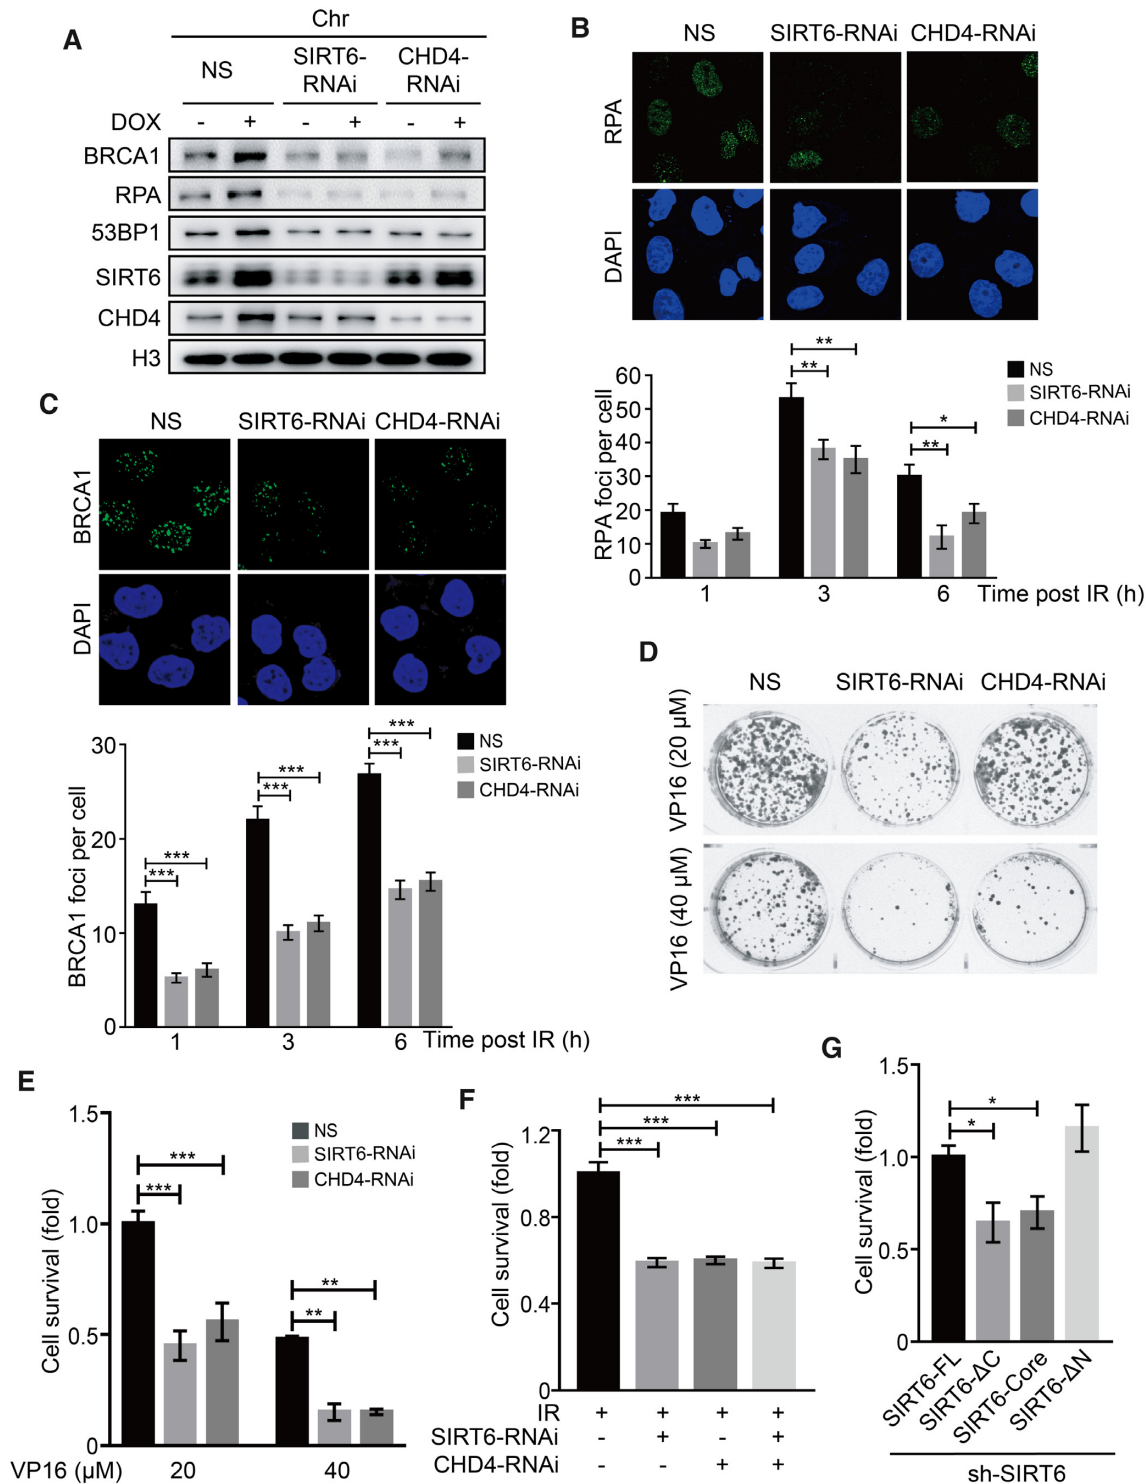 A
Chr
NS
SIRT6-
RNAi
CHD4-
RNAi
DOX - + - + - +
BRCA1
RPA
53BP1
SIRT6
CHD4
H3
B
NS SIRT6-RNAi CHD4-RNAi
RPA
DAPI
**
**
**
*
NS
SIRT6-RNAi
CHD4-RNAi
RPA foci per cell
60
50
40
30
20
10
0
1 3 6 Time post IR (h)
C
NS SIRT6-RNAi CHD4-RNAi
BRCA1
DAPI
***
***
***
***
***
***
NS
SIRT6-RNAi
CHD4-RNAi
BRCA1 foci per cell
30
20
10
0
1 3 6 Time post IR (h)
D
NS SIRT6-RNAi CHD4-RNAi
VP16 (20 µM)
VP16 (40 µM)
E
Cell survival (fold)
1.5
1.0
0.5
0
NS
SIRT6-RNAi
CHD4-RNAi
***
***
**
**
VP16 (µM) 20 40
F
Cell survival (fold)
1.2
0.8
0.4
0
***
***
***
IR + + + +
SIRT6-RNAi - + - +
CHD4-RNAi - - + +
G
Cell survival (fold)
1.5
1.0
0.5
0
*
*
SIRT6-FL
SIRT6-ΔC
SIRT6-Core
SIRT6-ΔN
sh-SIRT6